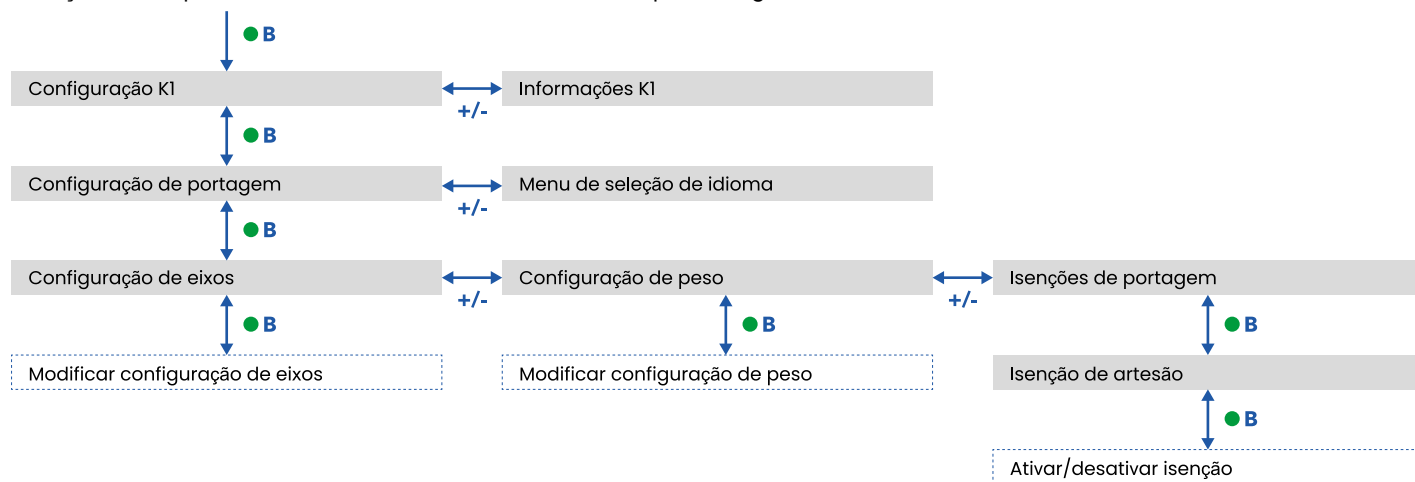 B
Configuração K1
+/-
Informações K1
B
Configuração de portagem
+/-
Menu de seleção de idioma
B
Configuração de eixos
+/-
Configuração de peso
+/-
Isenções de portagem
B
B
B
Modificar configuração de eixos
Modificar configuração de peso
Isenção de artesão
B
Ativar/desativar isenção